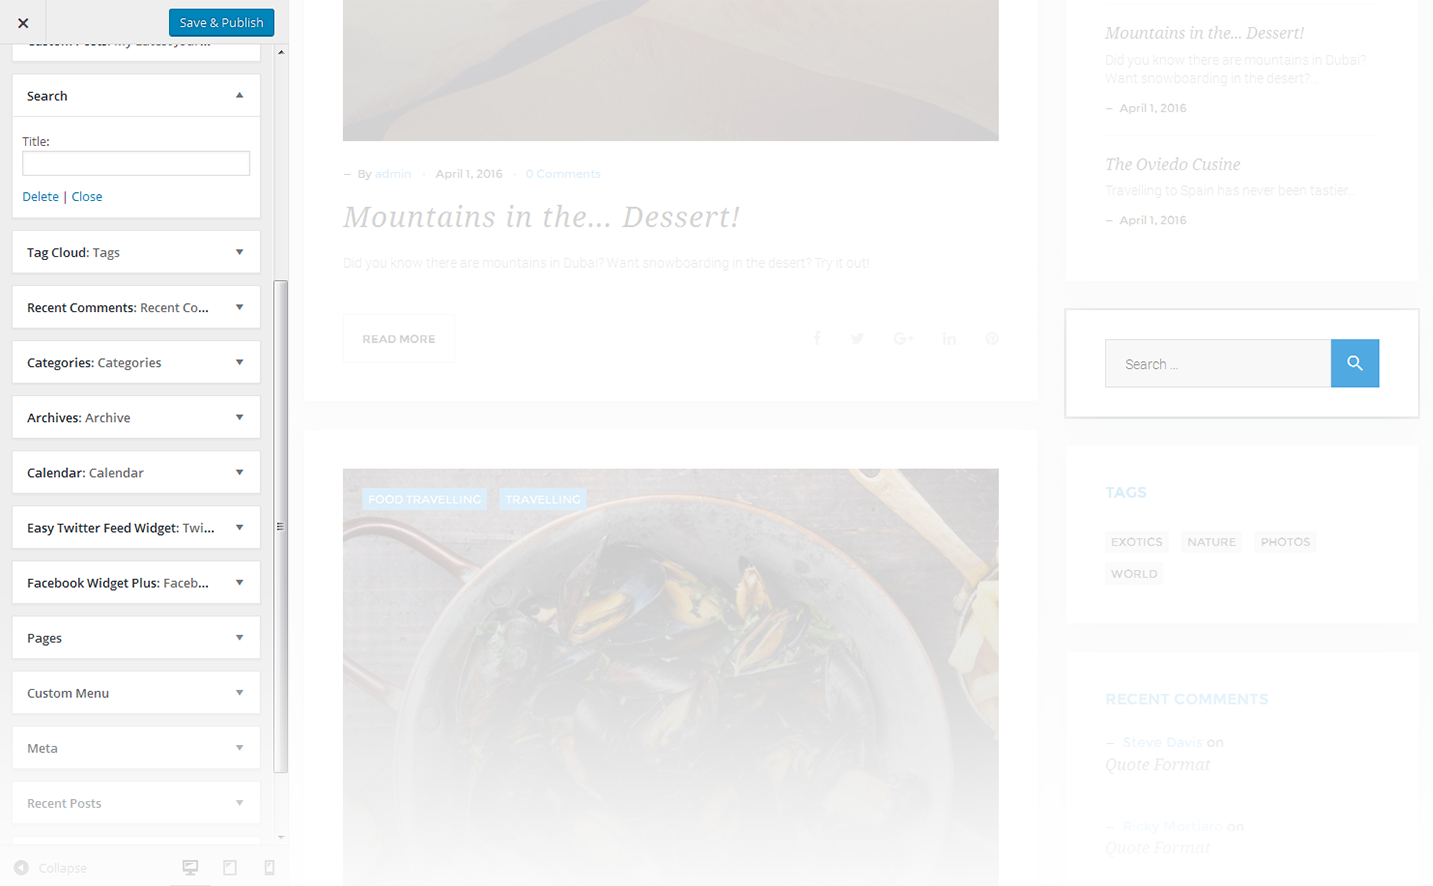 Save & Publish
Custom Posts: My Latest Your...
Search
Title:
Delete | Close
Tag Cloud: Tags
Recent Comments: Recent Co...
Categories: Categories
Archives: Archive
Calendar: Calendar
Easy Twitter Feed Widget: Twi...
Facebook Widget Plus: Faceb...
Pages
Custom Menu
Meta
Recent Posts
Collapse
– By admin • April 1, 2016 • 0 Comments
Mountains in the... Dessert!
Did you know there are mountains in Dubai? Want snowboarding in the desert? Try it out!
READ MORE
FOOD TRAVELLING TRAVELLING
Mountains in the... Dessert!
Did you know there are mountains in Dubai?
Want snowboarding in the desert?...
– April 1, 2016
The Oviedo Cusine
Travelling to Spain has never been tastier...
– April 1, 2016
Search ...
TAGS
EXOTICS NATURE PHOTOS
WORLD
RECENT COMMENTS
– Steve Davis on
Quote Format
– Ricky Morttaro on
Quote Format